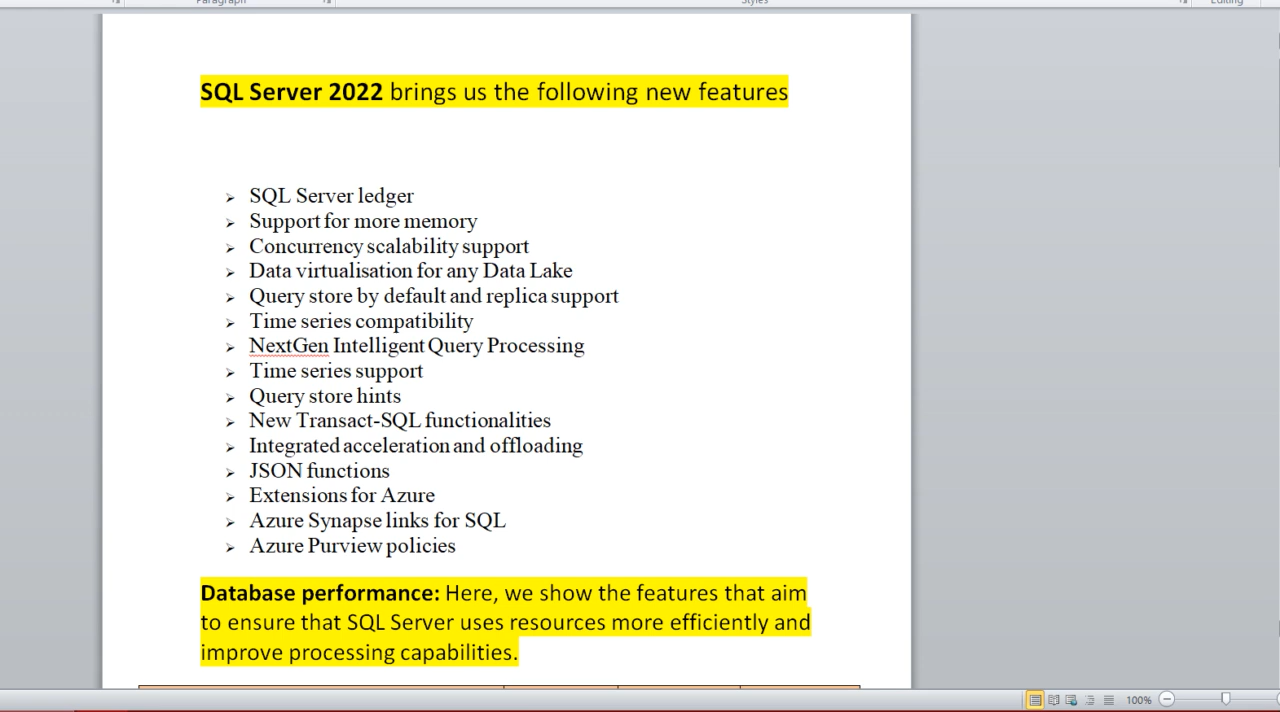 Paragraph
Styles
Editing
SQL Server 2022 brings us the following new features
SQL Server ledger
Support for more memory
Concurrency scalability support
Data virtualisation for any Data Lake
Query store by default and replica support
Time series compatibility
NextGen Intelligent Query Processing
Time series support
Query store hints
New Transact-SQL functionalities
Integrated acceleration and offloading
JSON functions
Extensions for Azure
Azure Synapse links for SQL
Azure Purview policies
Database performance: Here, we show the features that aim
to ensure that SQL Server uses resources more efficiently and
improve processing capabilities.
100%